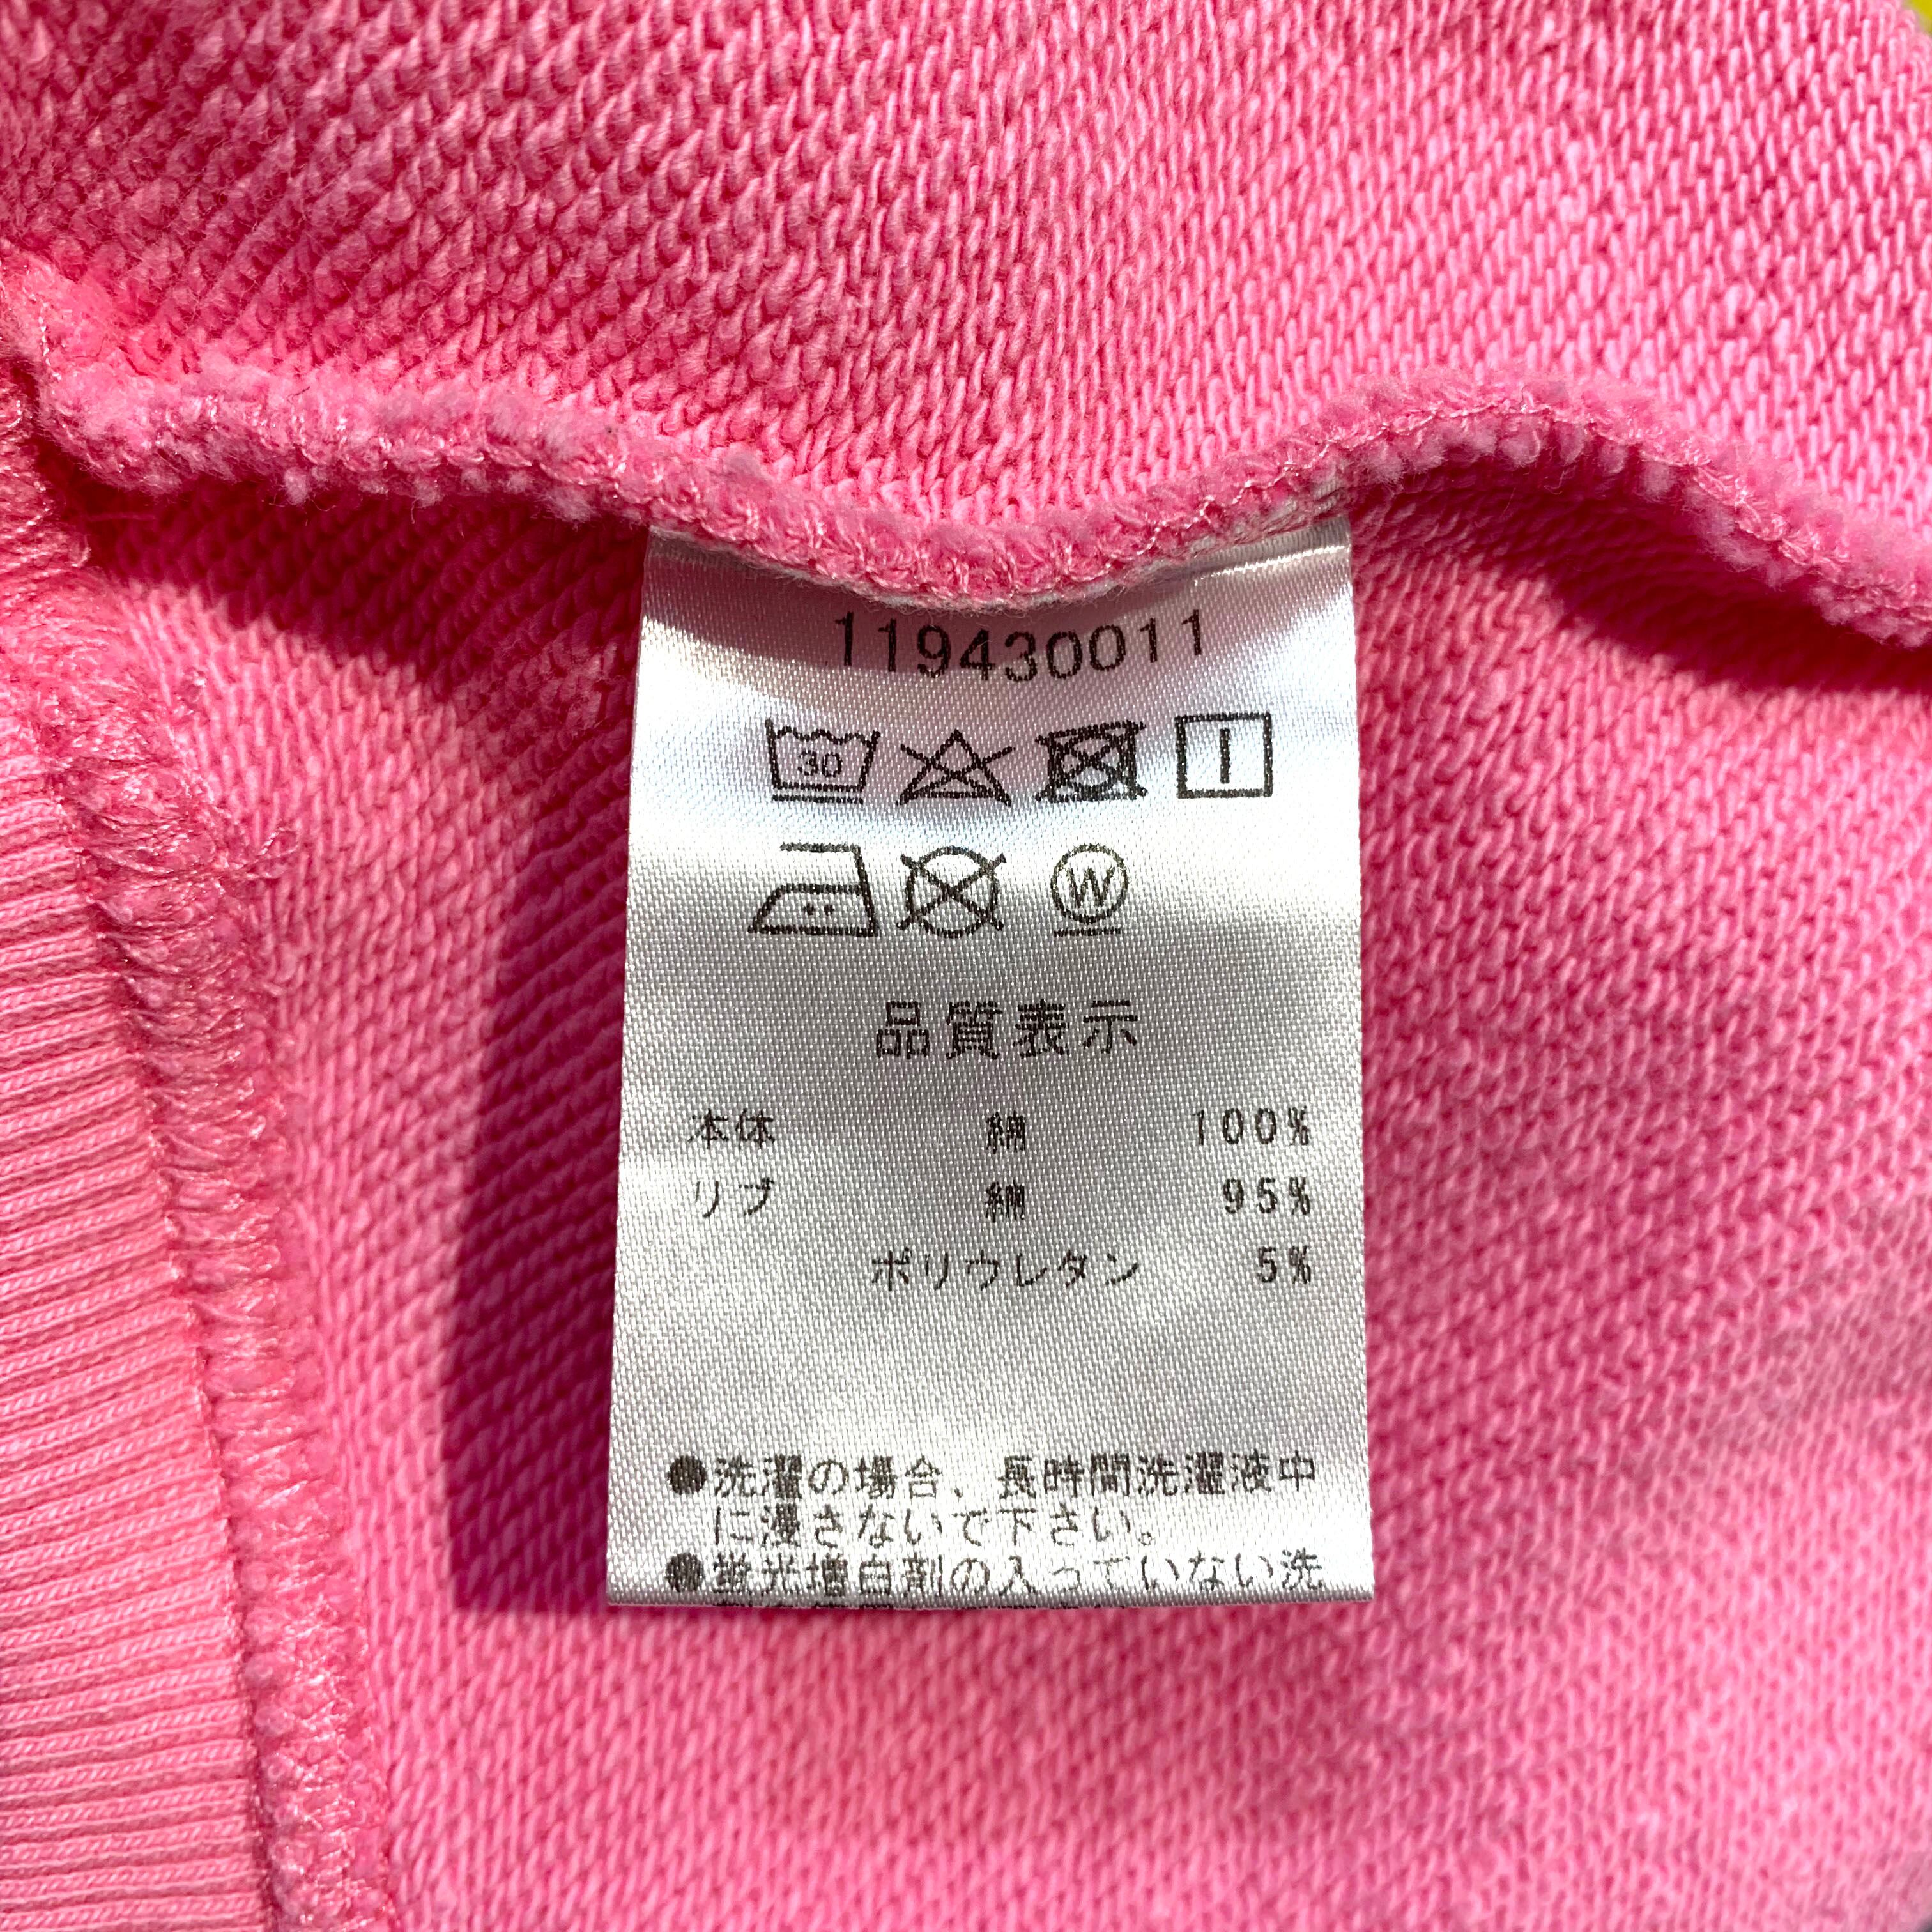 119430011
30
W
品質表示
本体 綿 100%
リブ 綿 95%
ポリウレタン 5%
●洗濯の場合、長時間洗濯液中
に浸さないで下さい。
●蛍光増白剤の入っていない洗